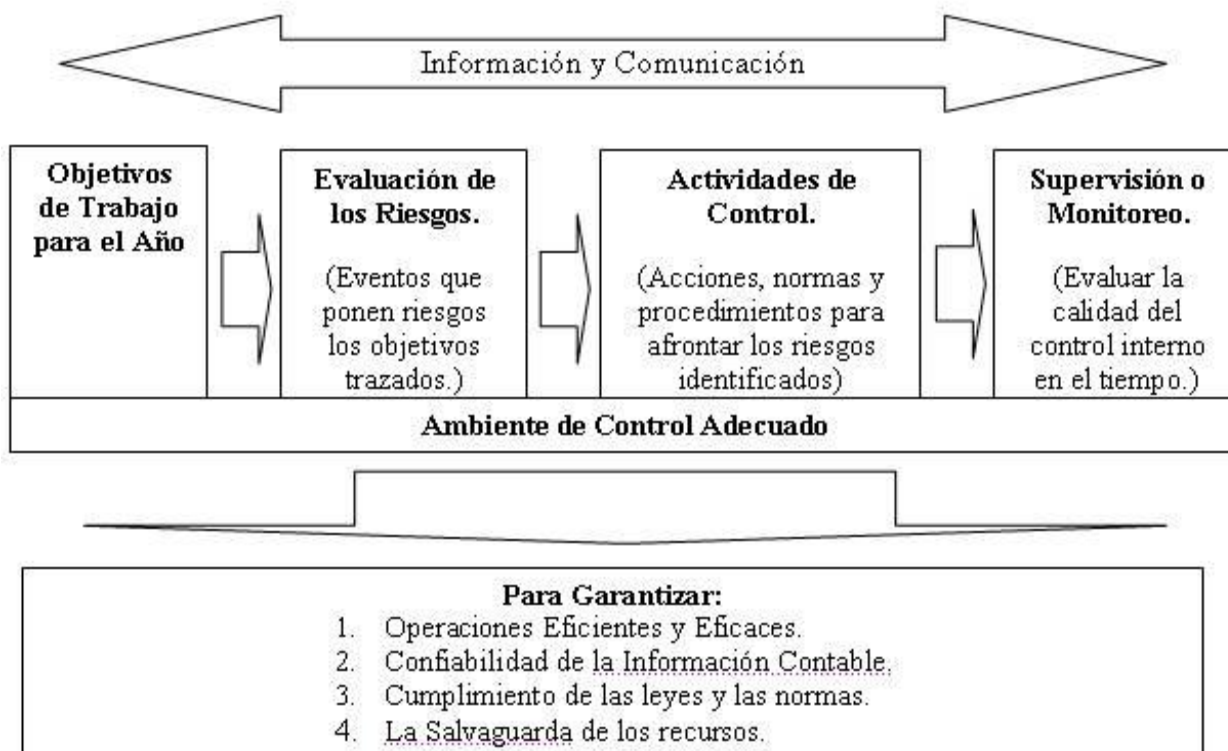 Información y Comunicación
Objetivos
de Trabajo
para el Año
Evaluación de
los Riesgos.
(Eventos que
ponen riesgos
los objetivos
trazados.)
Actividades de
Control.
(Acciones, normas y
procedimientos para
afrontar los riesgos
identificados)
Supervisión o
Monitoreo.
(Evaluar la
calidad del
control interno
en el tiempo.)
Ambiente de Control Adecuado
Para Garantizar:
1. Operaciones Eficientes y Eficaces.
2. Confiabilidad de la Información Contable.
3. Cumplimiento de las leyes y las normas.
4. La Salvaguarda de los recursos.